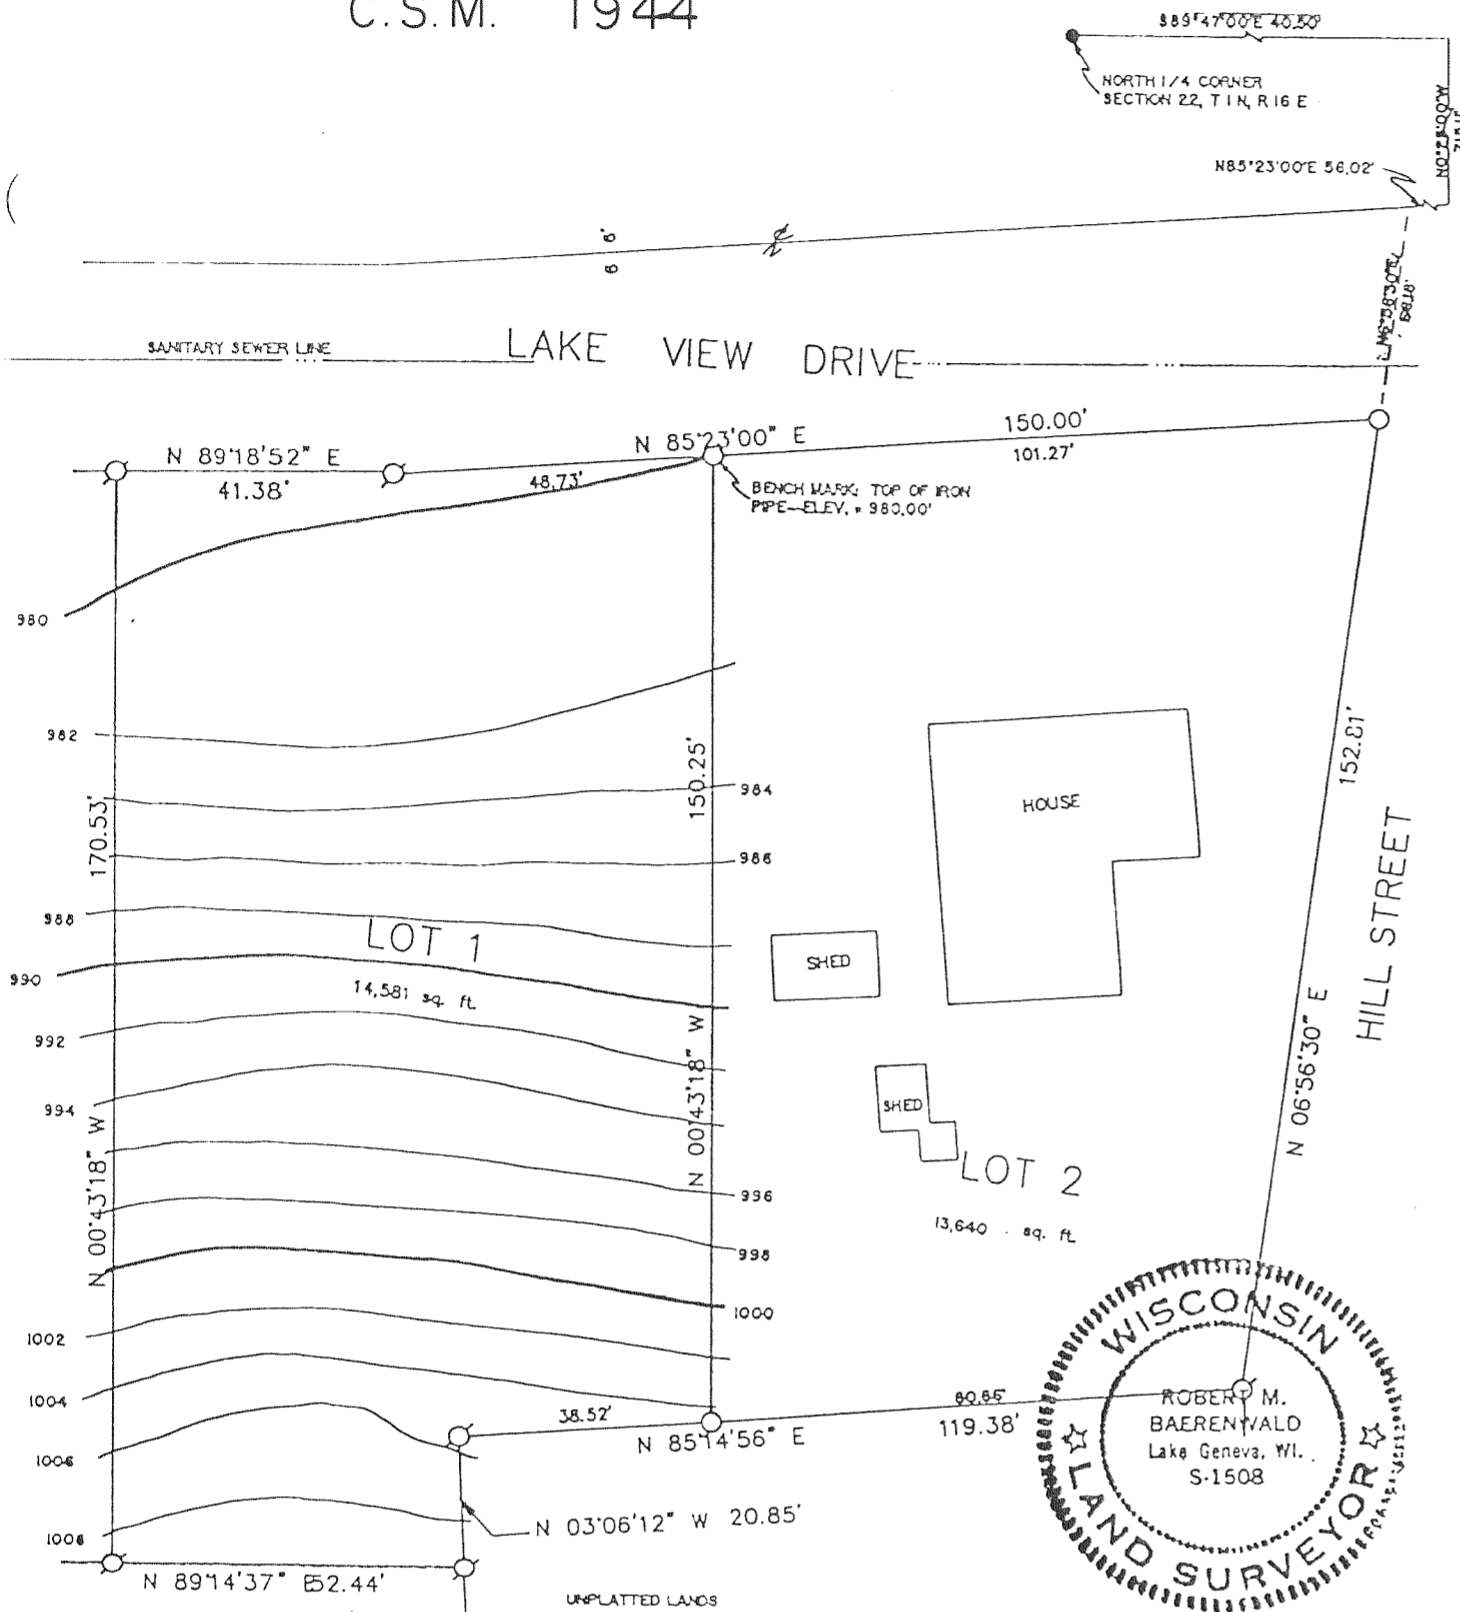 C.S.M. 1944
S89°47'00"E 40.50'
NORTH 1/4 CORNER
SECTION 22, T 1 N, R 16 E
N85°23'00"E 56.02'
6'
6
SANITARY SEWER LINE
LAKE VIEW DRIVE
N 89°18'52" E
41.38'
48.73'
N 85°23'00" E
150.00'
101.27'
BENCH MARK: TOP OF IRON
PIPE-ELEV. = 980.00'
980
982
984
986
988
990
992
994
996
998
1000
1002
1004
1006
1008
170.53'
N 00°43'18" W
150.25'
N 00°43'18" W
LOT 1
14,581 sq. ft.
HOUSE
SHED
SHED
LOT 2
13,640 sq. ft.
152.81'
N 06°56'30" E
HILL STREET
38.52'
N 85°14'56" E
80.85'
119.38'
N 03°06'12" W 20.85'
N 89°14'37" E 52.44'
UNPLATTED LANDS
WISCONSIN
ROBERT M.
BAERENWALD
Lake Geneva, WI.
S-1508
LAND SURVEYOR